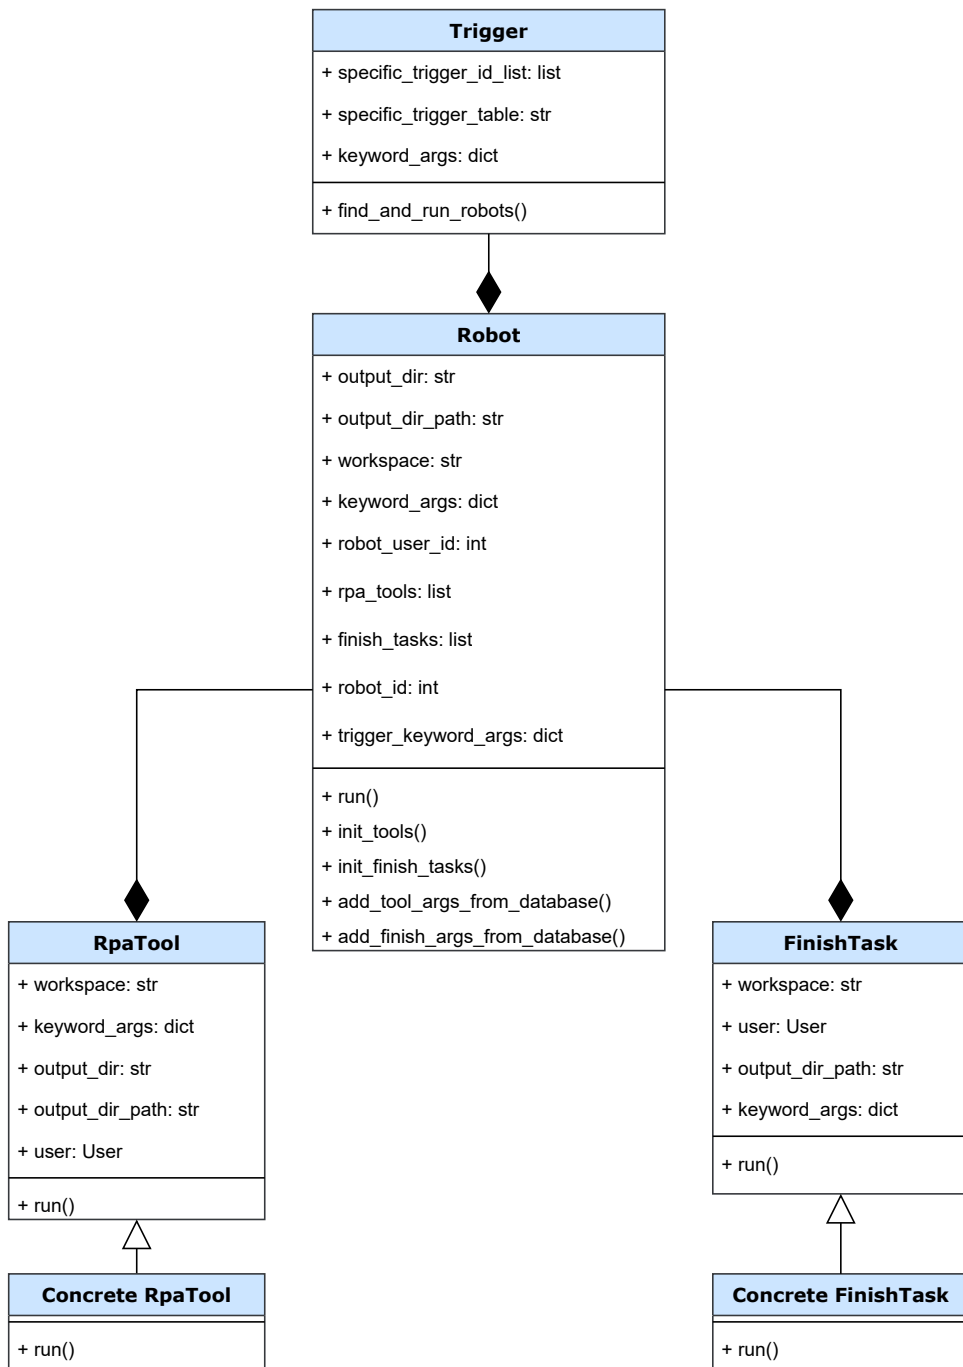 Trigger
+ specific_trigger_id_list: list
+ specific_trigger_table: str
+ keyword_args: dict
+ find_and_run_robots()
Robot
+ output_dir: str
+ output_dir_path: str
+ workspace: str
+ keyword_args: dict
+ robot_user_id: int
+ rpa_tools: list
+ finish_tasks: list
+ robot_id: int
+ trigger_keyword_args: dict
+ run()
+ init_tools()
+ init_finish_tasks()
+ add_tool_args_from_database()
+ add_finish_args_from_database()
RpaTool
+ workspace: str
+ keyword_args: dict
+ output_dir: str
+ output_dir_path: str
+ user: User
+ run()
FinishTask
+ workspace: str
+ user: User
+ output_dir_path: str
+ keyword_args: dict
+ run()
Concrete RpaTool
+ run()
Concrete FinishTask
+ run()